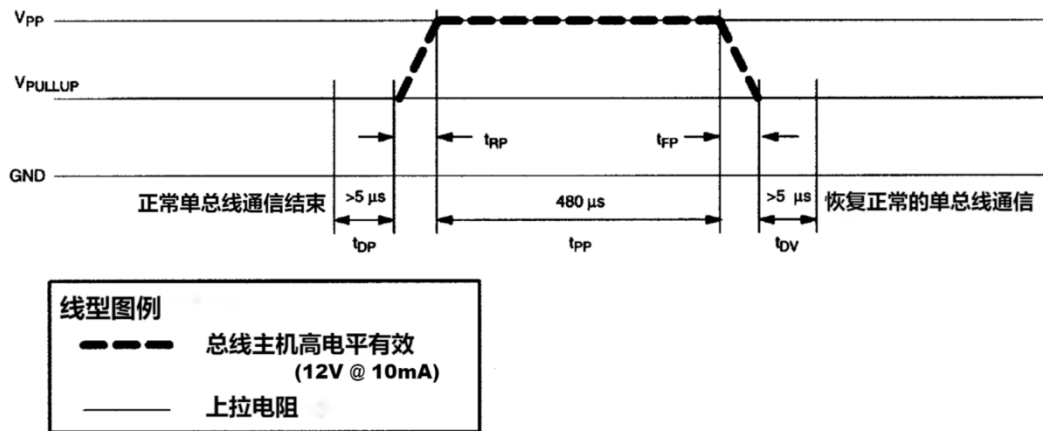 VPP
VPULLUP
tRP
tFP
GND
正常单总线通信结束
>5 μs
480 μs
>5 μs
恢复正常的单总线通信
tDP
tPP
tDV
线型图例
总线主机高电平有效
(12V @ 10mA)
上拉电阻